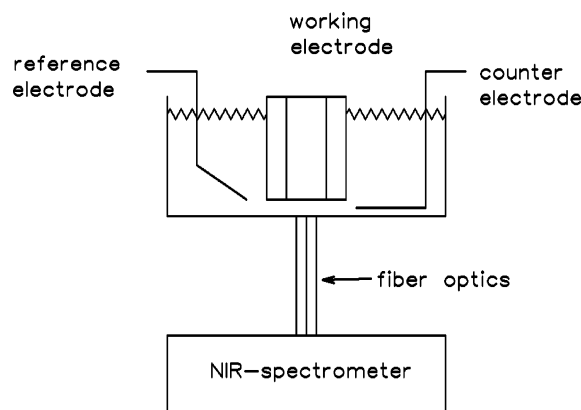 working
electrode
reference
electrode
counter
electrode
fiber optics
NIR-spectrometer